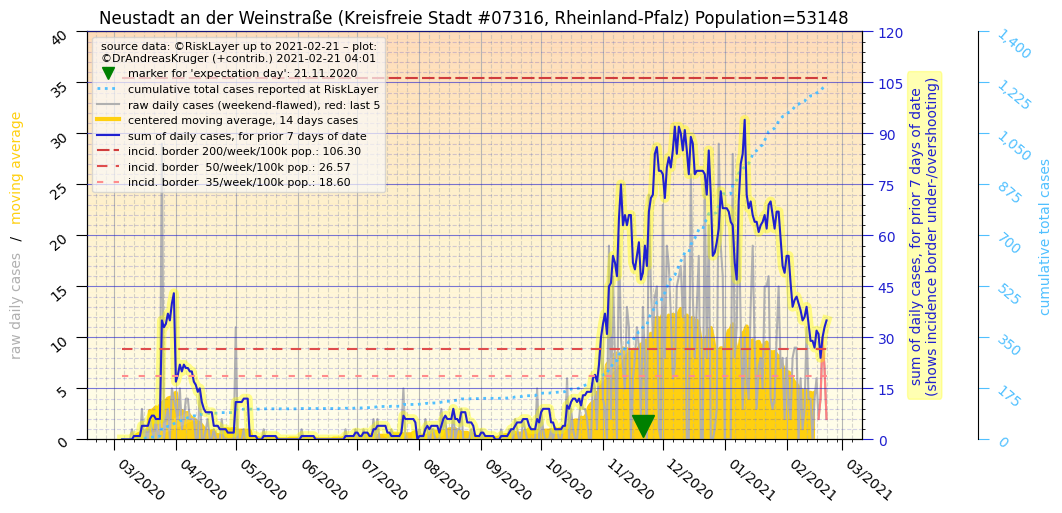 Neustadt an der Weinstraße (Kreisfreie Stadt #07316, Rheinland-Pfalz) Population=53148
source data: ©RiskLayer up to 2021-02-21 – plot:
©DrAndreasKruger (+contrib.) 2021-02-21 04:01
marker for 'expectation day': 21.11.2020
cumulative total cases reported at RiskLayer
raw daily cases (weekend-flawed), red: last 5
centered moving average, 14 days cases
sum of daily cases, for prior 7 days of date
incid. border 200/week/100k pop.: 106.30
incid. border 50/week/100k pop.: 26.57
incid. border 35/week/100k pop.: 18.60
raw daily cases / moving average
40
35
30
25
20
15
10
5
0
03/2020
04/2020
05/2020
06/2020
07/2020
08/2020
09/2020
10/2020
11/2020
12/2020
01/2021
02/2021
03/2021
120
105
90
75
60
45
30
15
0
sum of daily cases, for prior 7 days of date
(shows incidence border under-/overshooting)
1,400
1,225
1,050
875
700
525
350
175
0
cumulative total cases